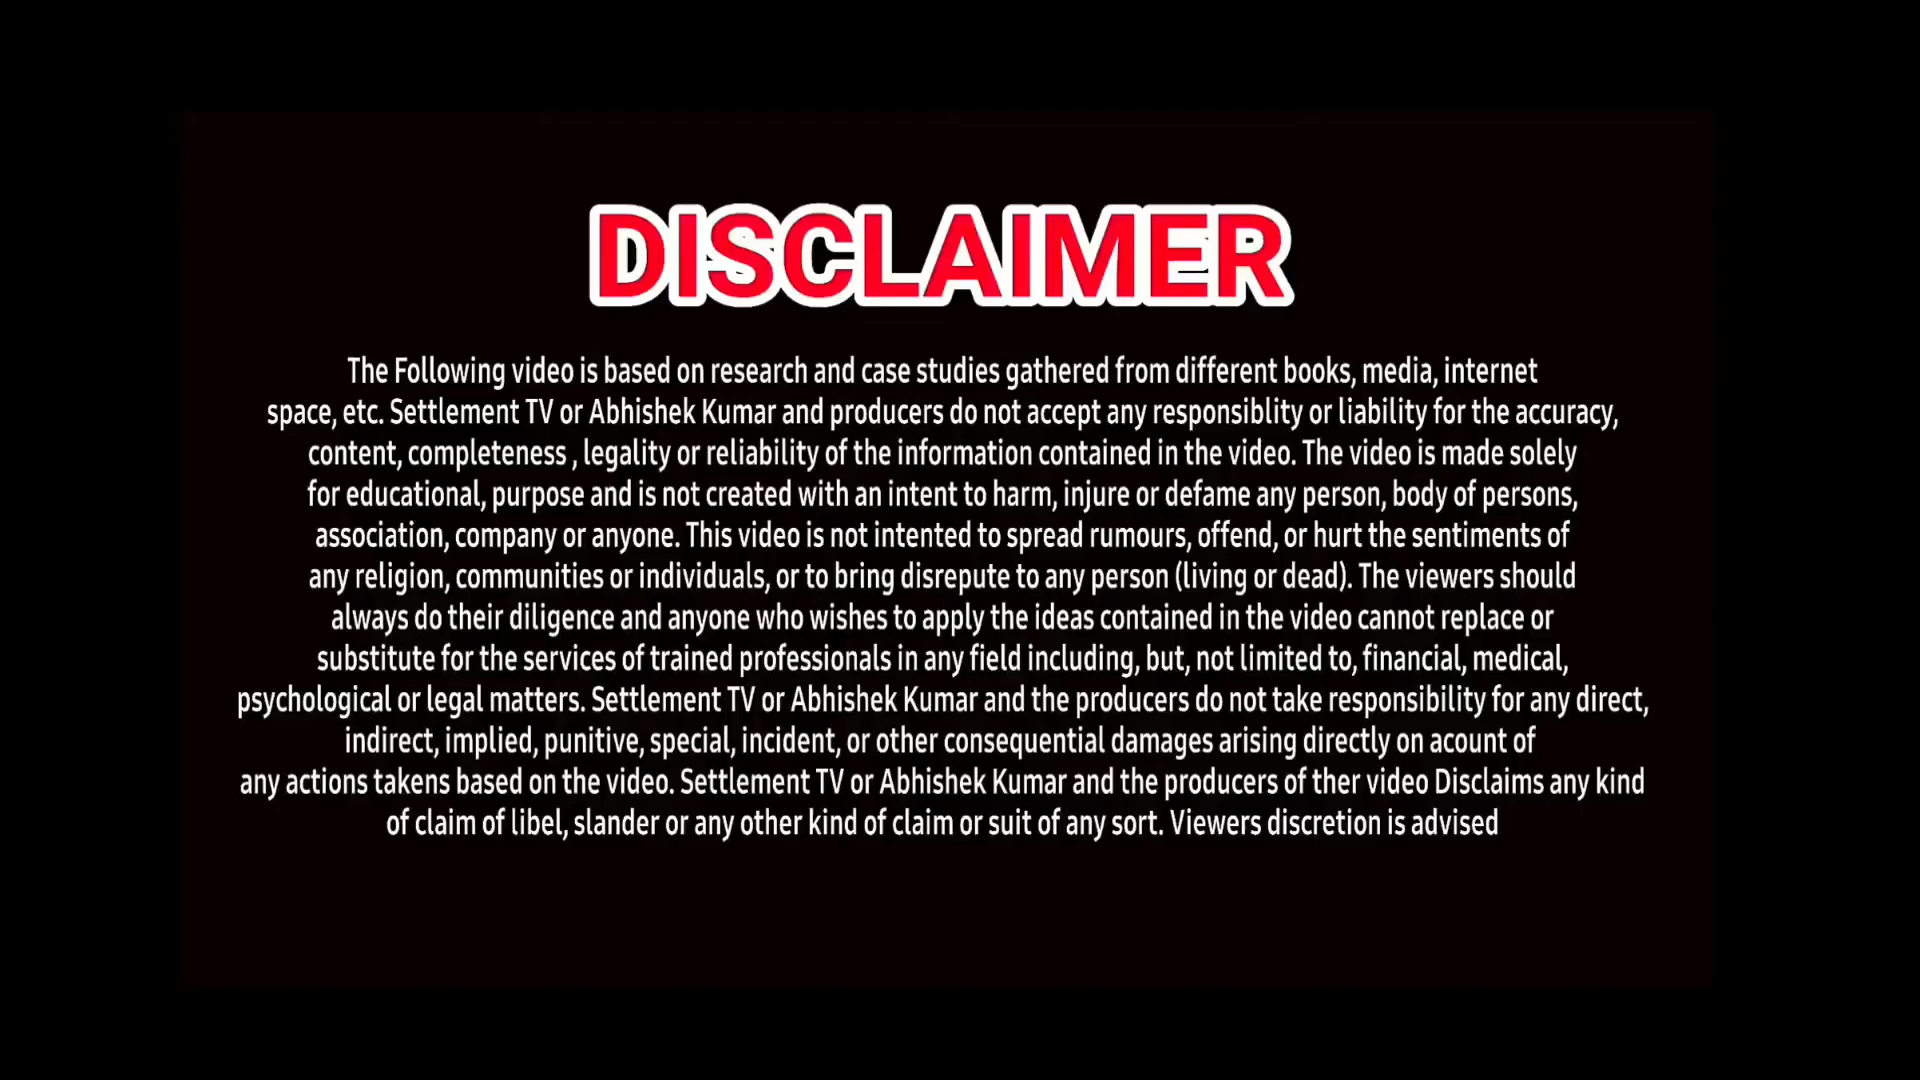 DISCLAIMER
The Following video is based on research and case studies gathered from different books, media, internet
space, etc. Settlement TV or Abhishek Kumar and producers do not accept any responsiblity or liability for the accuracy,
content, completeness , legality or reliability of the information contained in the video. The video is made solely
for educational, purpose and is not created with an intent to harm, injure or defame any person, body of persons,
association, company or anyone. This video is not intented to spread rumours, offend, or hurt the sentiments of
any religion, communities or individuals, or to bring disrepute to any person (living or dead). The viewers should
always do their diligence and anyone who wishes to apply the ideas contained in the video cannot replace or
substitute for the services of trained professionals in any field including, but, not limited to, financial, medical,
psychological or legal matters. Settlement TV or Abhishek Kumar and the producers do not take responsibility for any direct,
indirect, implied, punitive, special, incident, or other consequential damages arising directly on acount of
any actions takens based on the video. Settlement TV or Abhishek Kumar and the producers of ther video Disclaims any kind
of claim of libel, slander or any other kind of claim or suit of any sort. Viewers discretion is advised